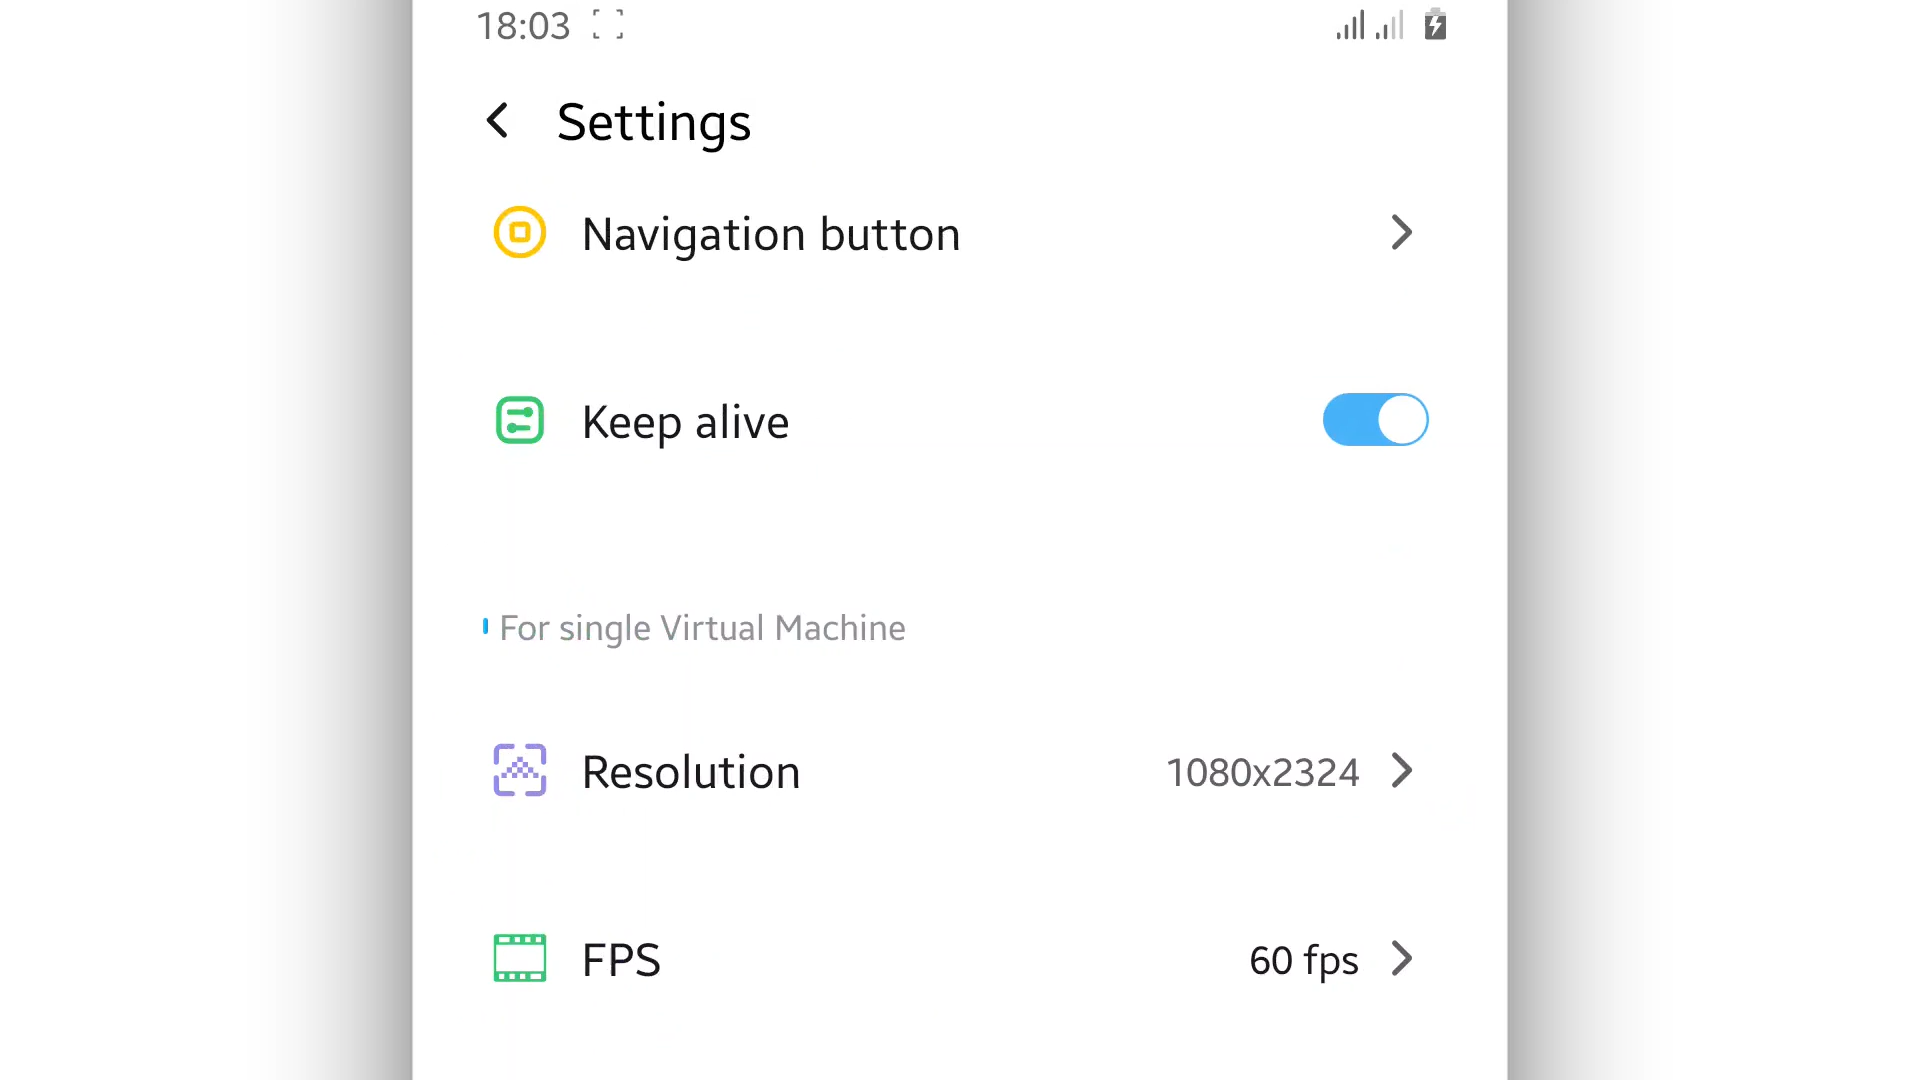 18:03
Settings
Navigation button
Keep alive
For single Virtual Machine
Resolution 1080x2324
FPS 60 fps